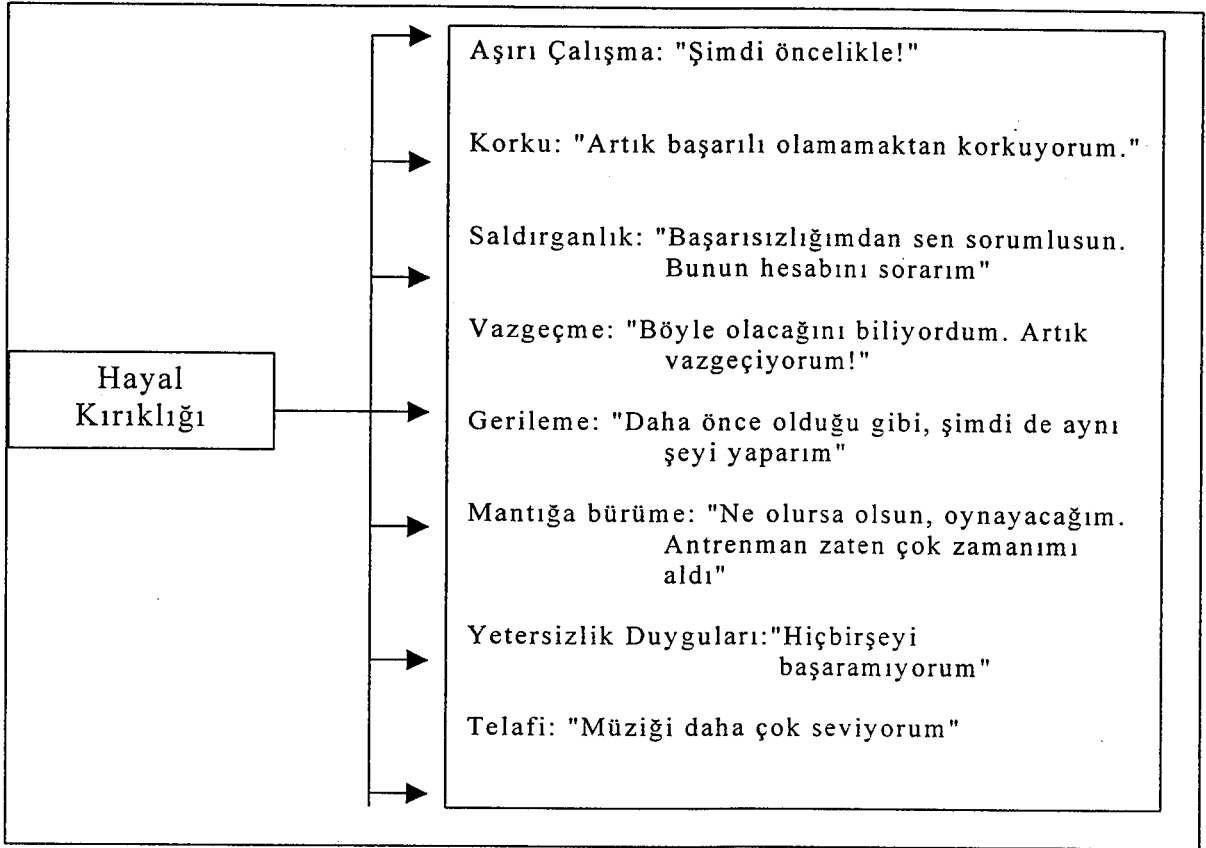 Aşırı Çalışma: "Şimdi öncelikle!"
Korku: "Artık başarılı olamamaktan korkuyorum."
Saldırganlık: "Başarısızlığımdan sen sorumlusun.
Bunun hesabını sorarım"
Vazgeçme: "Böyle olacağını biliyordum. Artık
vazgeçiyorum!"
Hayal
Kırıklığı
Gerileme: "Daha önce olduğu gibi, şimdi de aynı
şeyi yaparım"
Mantığa bürüme: "Ne olursa olsun, oynayacağım.
Antrenman zaten çok zamanımı
aldı"
Yetersizlik Duyguları:"Hiçbirşeyi
başaramıyorum"
Telafi: "Müziği daha çok seviyorum"